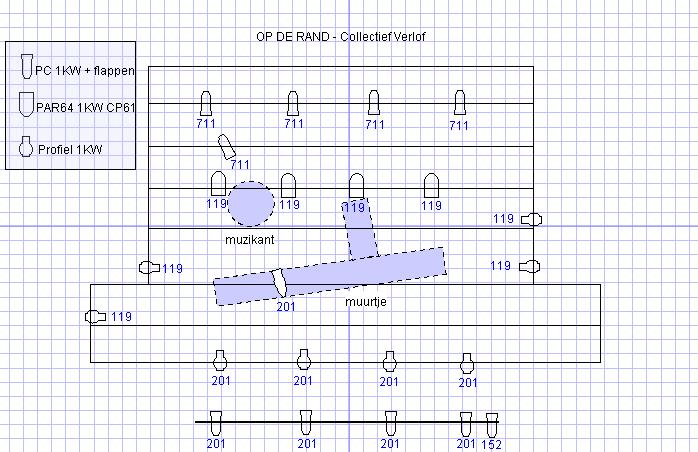 OP DE RAND - Collectief Verlof
PC 1KW + flappen
PAR64 1KW CP61
Profiel 1KW
711 711 711 711
711
119 119 119 119
119
muzikant
119 119
muurtje
201
119
201 201 201 201
201 201 201 201 152